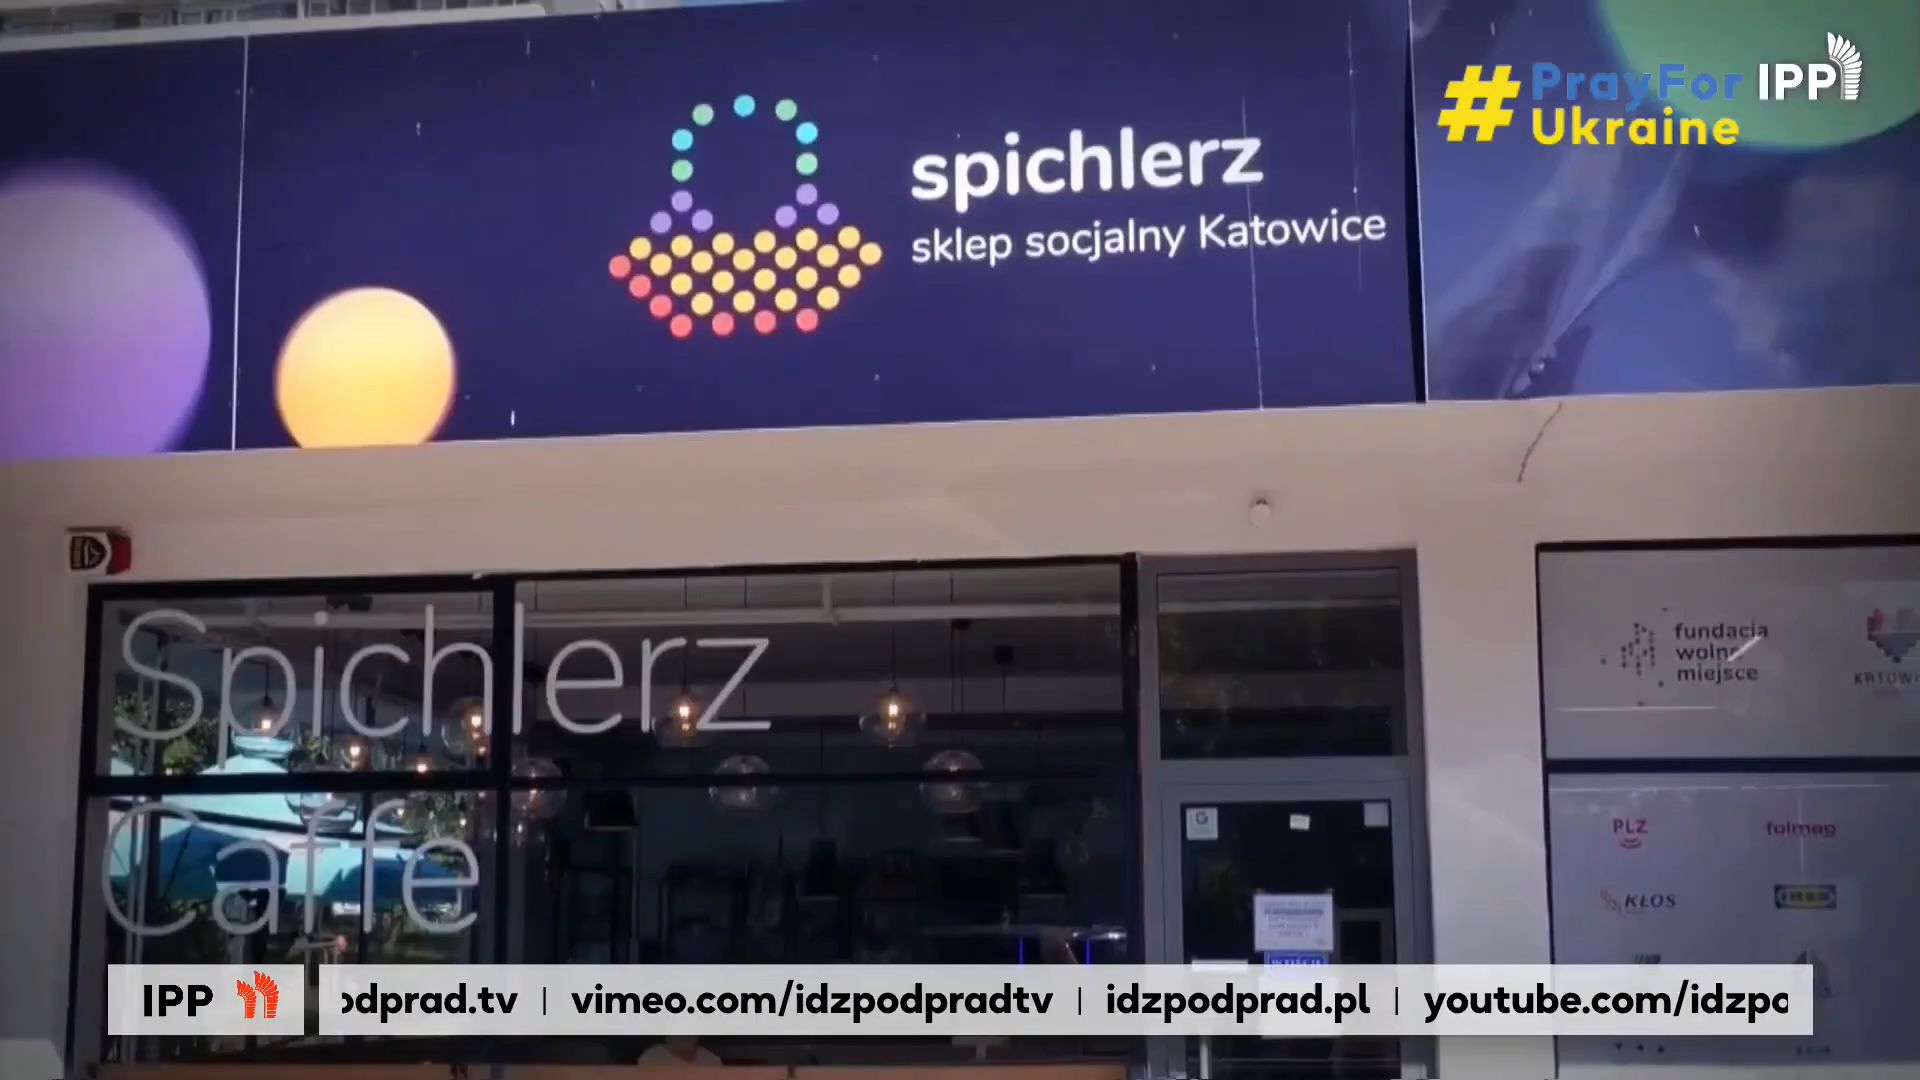 spichlerz
sklep socjalny Katowice
#PrayFor
Ukraine
IPP
Spichlerz
Caffe
fundacja
wolne
miejsce
PLZ
KŁOS
IKEA
IPP
odprad.tv | vimeo.com/idzpodpradtv | idzpodprad.pl | youtube.com/idzpo